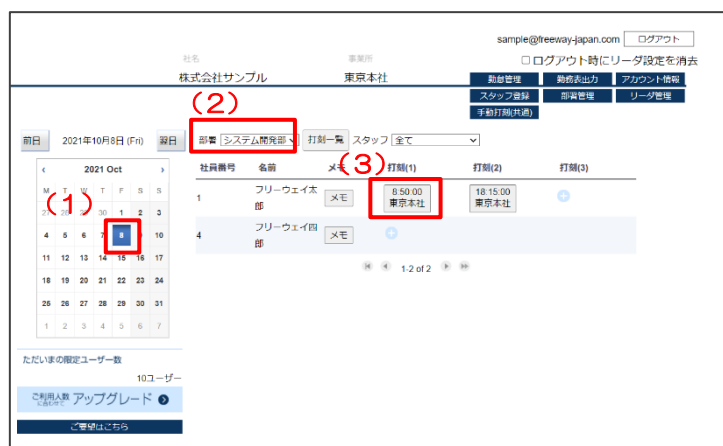 sample@freeway-japan.com ログアウト
社名 事業所 ログアウト時にリーダ設定を消去
株式会社サンプル 東京本社
勤怠管理 勤務表出力 アカウント情報
スタッフ登録 部署管理 リーダ管理
手動打刻(共通)
(2)
前日 2021年10月8日 (Fri) 翌日 部署 システム開発部 打刻一覧 スタッフ 全て
(3)
‹ 2021 Oct ›
M T W T F S S
(1)
27 28 29 30 1 2 3
4 5 6 7 8 9 10
11 12 13 14 15 16 17
18 19 20 21 22 23 24
25 26 27 28 29 30 31
1 2 3 4 5 6 7
社員番号 名前 メモ 打刻(1) 打刻(2) 打刻(3)
1 フリーウェイ太郎 メモ 8:50:00 東京本社 18:15:00 東京本社
4 フリーウェイ四郎 メモ
1-2 of 2
ただいまの限定ユーザー数
10ユーザー
ご利用人数に合わせて アップグレード
ご要望はこちら